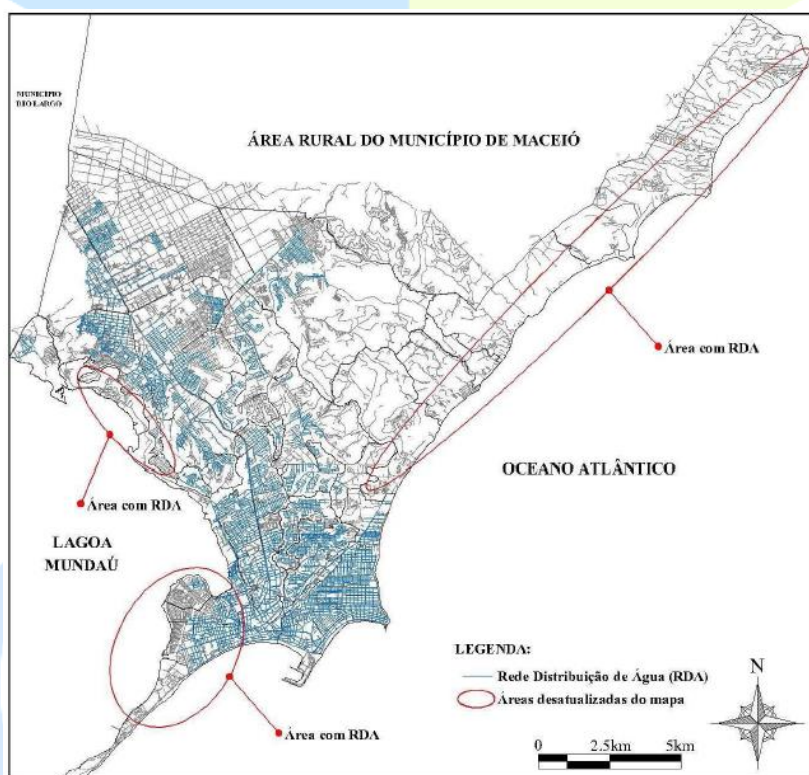 MUNICÍPIO
RIO LARGO
ÁREA RURAL DO MUNICÍPIO DE MACEIÓ
Área com RDA
OCEANO ATLÂNTICO
Área com RDA
LAGOA
MUNDAÚ
LEGENDA:
Rede Distribuição de Água (RDA)
Áreas desatualizadas do mapa
N
Área com RDA
0 2.5km 5km